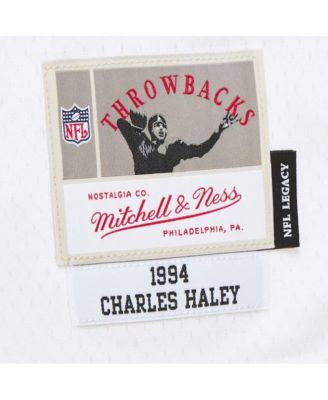 THROWBACKS
NFL
NOSTALGIA CO.
Mitchell & Ness
PHILADELPHIA, PA.
NFL LEGACY
1994
CHARLES HALEY